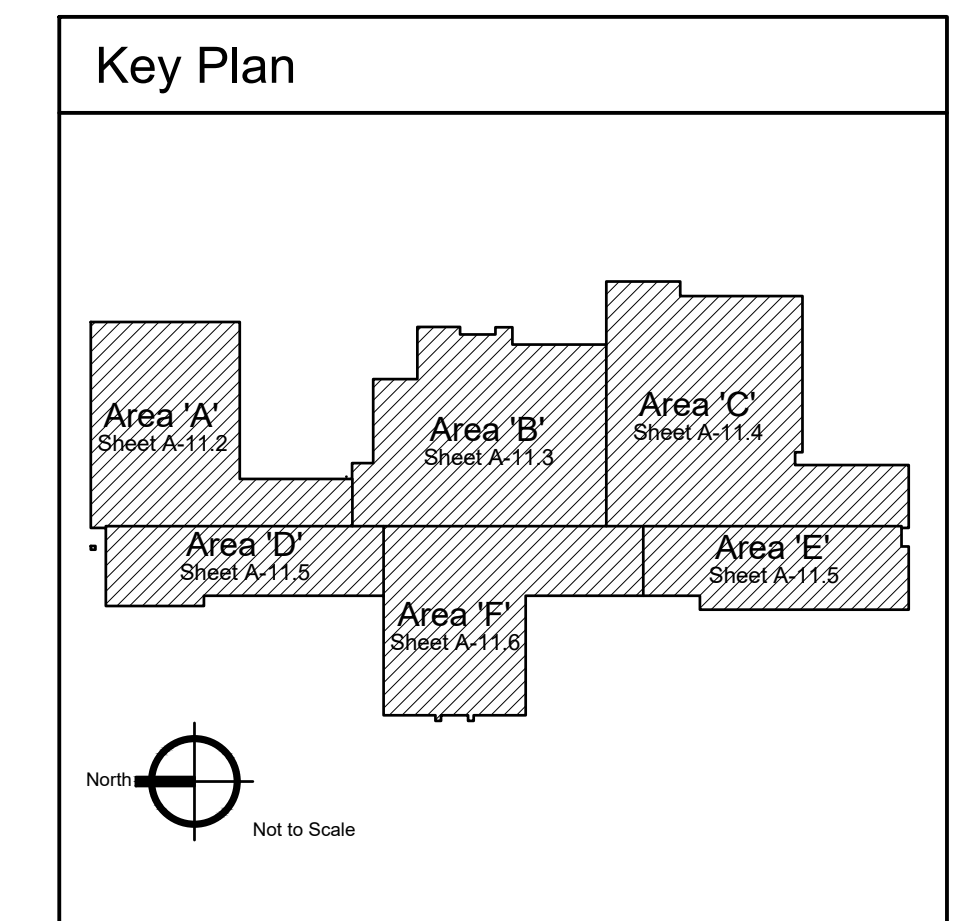 Key Plan
Area 'A'
Sheet A-11.2
Area 'B'
Sheet A-11.3
Area 'C'
Sheet A-11.4
Area 'D'
Sheet A-11.5
Area 'E'
Sheet A-11.5
Area 'F'
Sheet A-11.6
North
Not to Scale